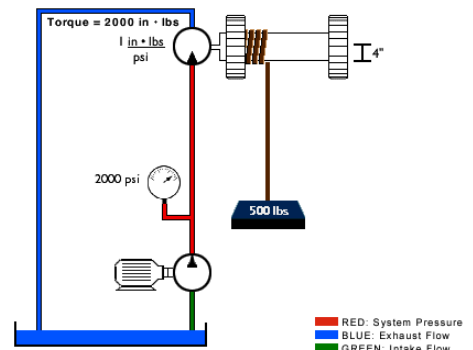 Torque = 2000 in • lbs
1 in • lbs
psi
4"
2000 psi
500 lbs
RED: System Pressure
BLUE: Exhaust Flow
GREEN: Intake Flow